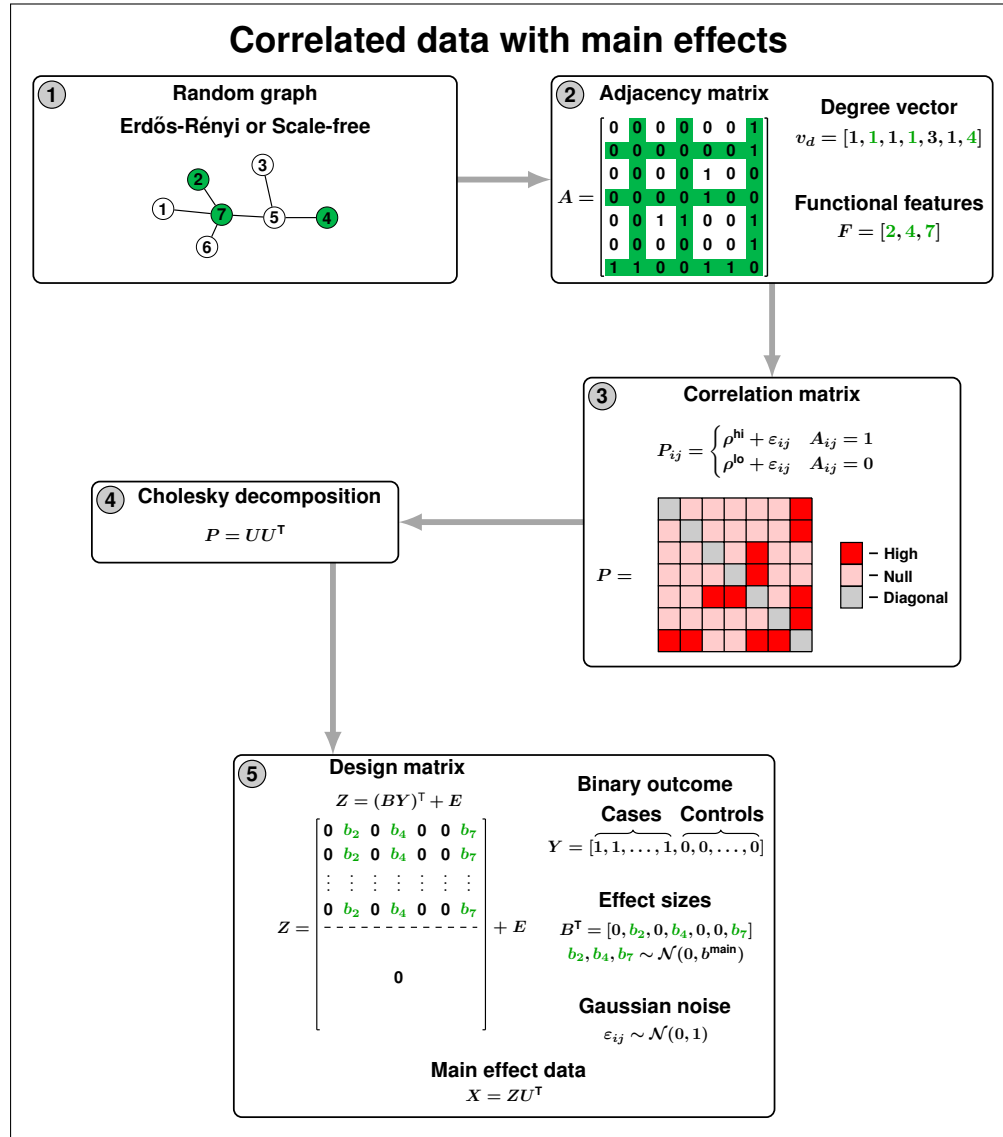 Correlated data with main effects
1
Random graph
Erdős-Rényi or Scale-free
3
2
1
7
5
4
6
2
Adjacency matrix
A =
0 0 0 0 0 0 1
0 0 0 0 0 0 1
0 0 0 0 1 0 0
0 0 0 0 1 0 0
0 0 1 1 0 0 1
0 0 0 0 0 0 1
1 1 0 0 1 1 0
Degree vector
v_d = [1, 1, 1, 1, 3, 1, 4]
Functional features
F = [2, 4, 7]
3
Correlation matrix
P_ij = { ρ^hi + ε_ij A_ij = 1
ρ^lo + ε_ij A_ij = 0
P =
– High
– Null
– Diagonal
4
Cholesky decomposition
P = UU^T
5
Design matrix
Z = (BY)^T + E
0 b_2 0 b_4 0 0 b_7
0 b_2 0 b_4 0 0 b_7
⋮ ⋮ ⋮ ⋮ ⋮ ⋮ ⋮
0 b_2 0 b_4 0 0 b_7
Z = + E
0
Binary outcome
Cases Controls
Y = [1, 1, . . . , 1, 0, 0, . . . , 0]
Effect sizes
B^T = [0, b_2, 0, b_4, 0, 0, b_7]
b_2, b_4, b_7 ∼ N(0, b^main)
Gaussian noise
ε_ij ∼ N(0, 1)
Main effect data
X = ZU^T